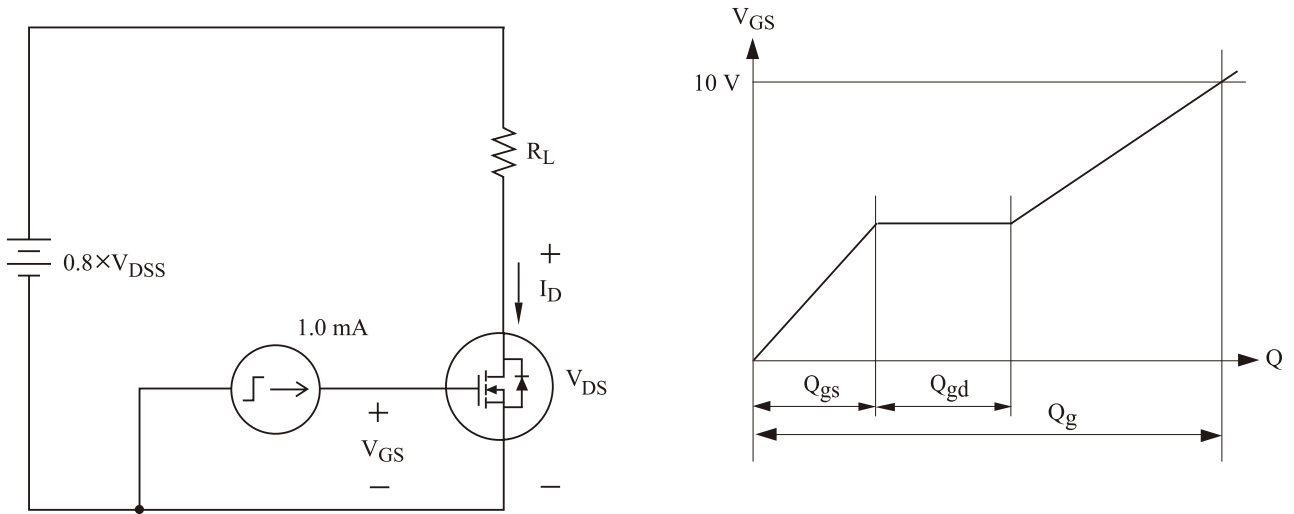 R_L
0.8×V_DSS
+
I_D
1.0 mA
V_DS
+
V_GS
−
−
V_GS
10 V
Q
Q_gs
Q_gd
Q_g